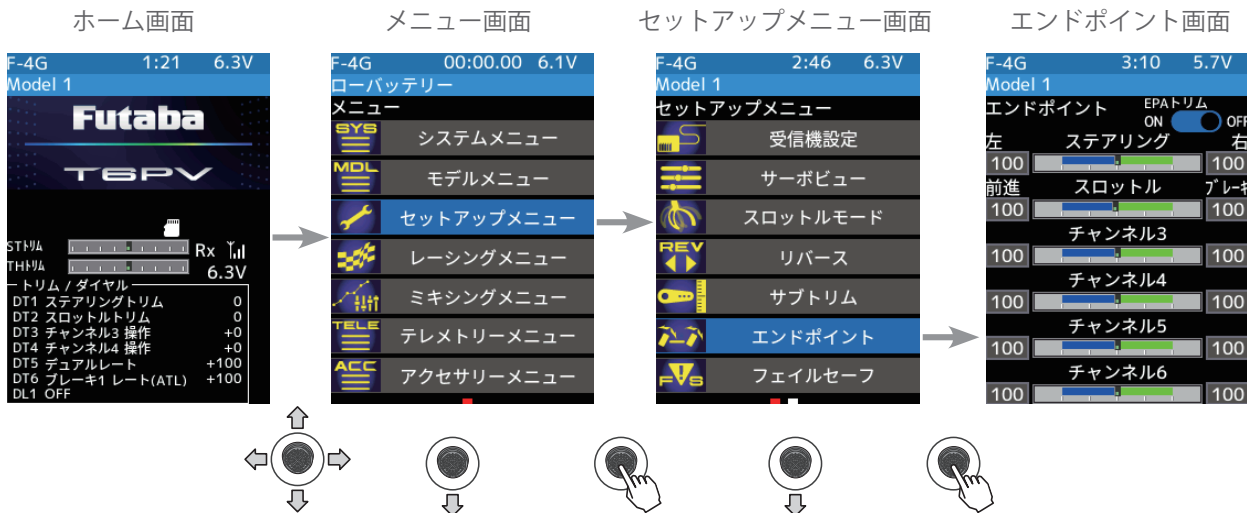 ホーム画面
F-4G 1:21 6.3V
Model 1
Futaba
T6PV
STトリム
Rx
THトリム
6.3V
トリム / ダイヤル
DT1 ステアリングトリム 0
DT2 スロットルトリム 0
DT3 チャンネル3 操作 +0
DT4 チャンネル4 操作 +0
DT5 デュアルレート +100
DT6 ブレーキ1 レート(ATL) +100
DL1 OFF
メニュー画面
F-4G 00:00.00 6.1V
ローバッテリー
メニュー
SYS システムメニュー
MDL モデルメニュー
セットアップメニュー
レーシングメニュー
ミキシングメニュー
TELE テレメトリーメニュー
ACC アクセサリーメニュー
セットアップメニュー画面
F-4G 2:46 6.3V
Model 1
セットアップメニュー
受信機設定
サーボビュー
スロットルモード
REV リバース
サブトリム
エンドポイント
F/S フェイルセーフ
エンドポイント画面
F-4G 3:10 5.7V
Model 1
エンドポイント EPAトリム
ON OFF
左 ステアリング 右
100 100
前進 スロットル ブレーキ
100 100
チャンネル3
100 100
チャンネル4
100 100
チャンネル5
100 100
チャンネル6
100 100